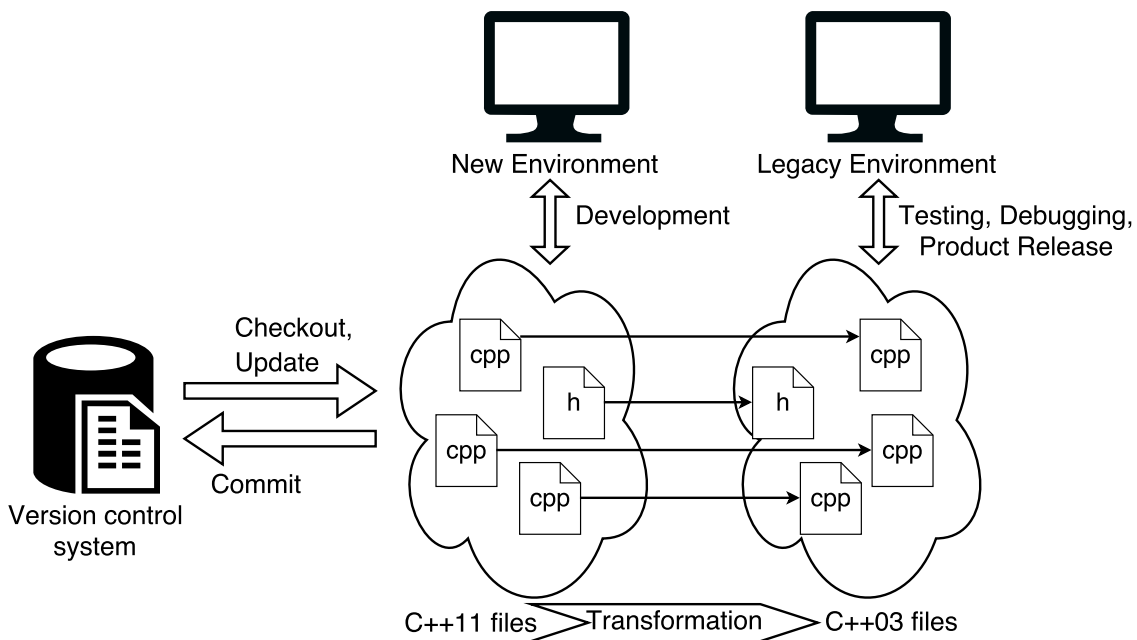 New Environment
Legacy Environment
Development
Testing, Debugging,
Product Release
Checkout,
Update
Commit
Version control
system
cpp
cpp
h
h
cpp
cpp
cpp
cpp
C++11 files
Transformation
C++03 files